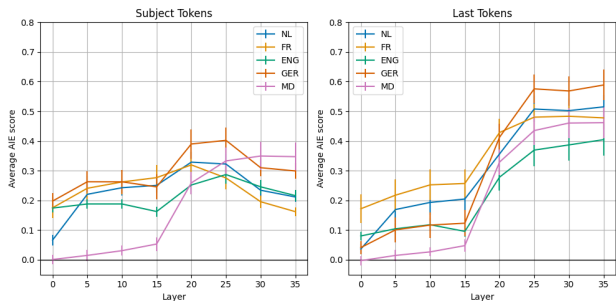 Subject Tokens
Last Tokens
Average AIE score
0.8
0.7
0.6
0.5
0.4
0.3
0.2
0.1
0.0
NL
FR
ENG
GER
MD
0 5 10 15 20 25 30 35
Layer
Average AIE score
0.8
0.7
0.6
0.5
0.4
0.3
0.2
0.1
0.0
NL
FR
ENG
GER
MD
0 5 10 15 20 25 30 35
Layer